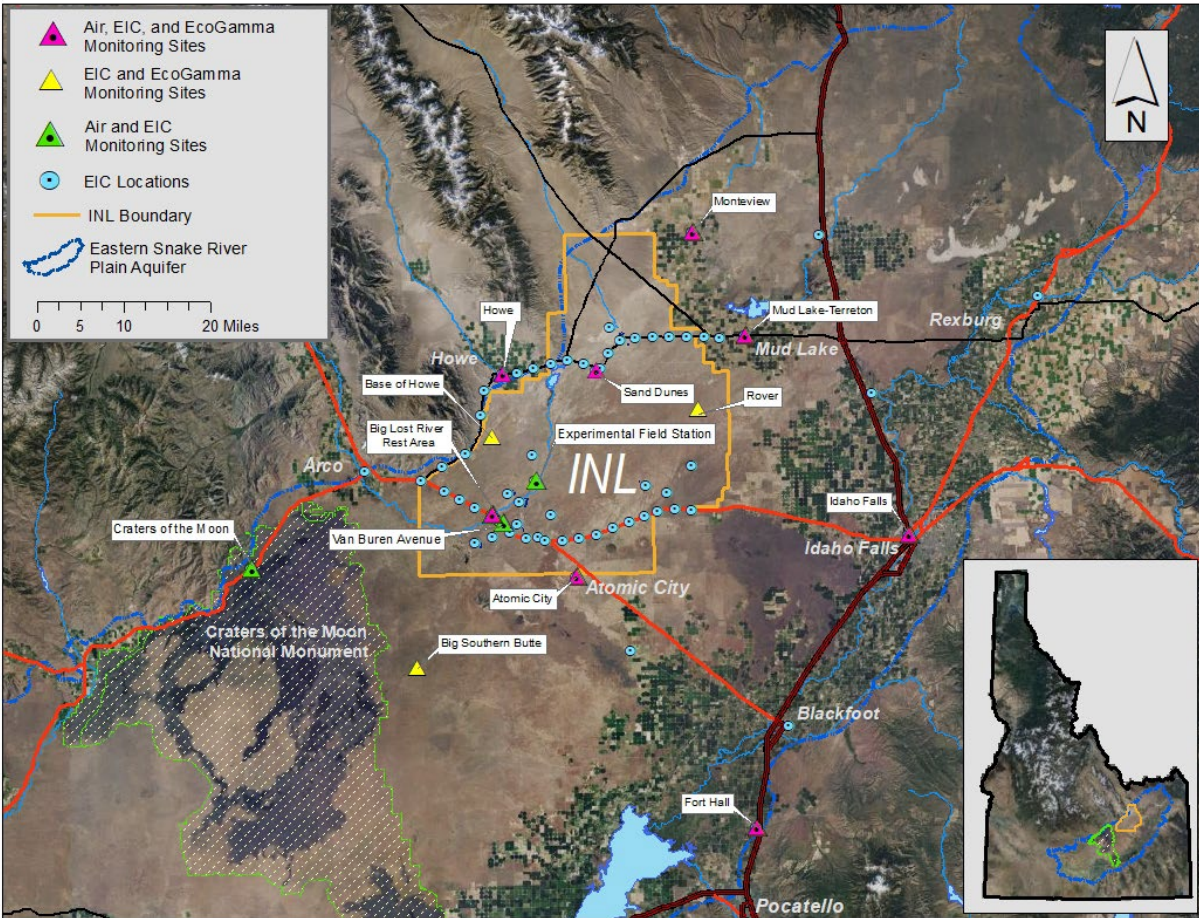 Air, EIC, and EcoGamma
Monitoring Sites
EIC and EcoGamma
Monitoring Sites
Air and EIC
Monitoring Sites
EIC Locations
INL Boundary
Eastern Snake River
Plain Aquifer
0 5 10 20 Miles
N
Monteview
Howe
Mud Lake-Terreton
Rexburg
Howe
Mud Lake
Base of Howe
Sand Dunes
Rover
Big Lost River
Rest Area
Experimental Field Station
INL
Arco
Idaho Falls
Craters of the Moon
Van Buren Avenue
Idaho Falls
Atomic City
Atomic City
Craters of the Moon
National Monument
Big Southern Butte
Blackfoot
Fort Hall
Pocatello